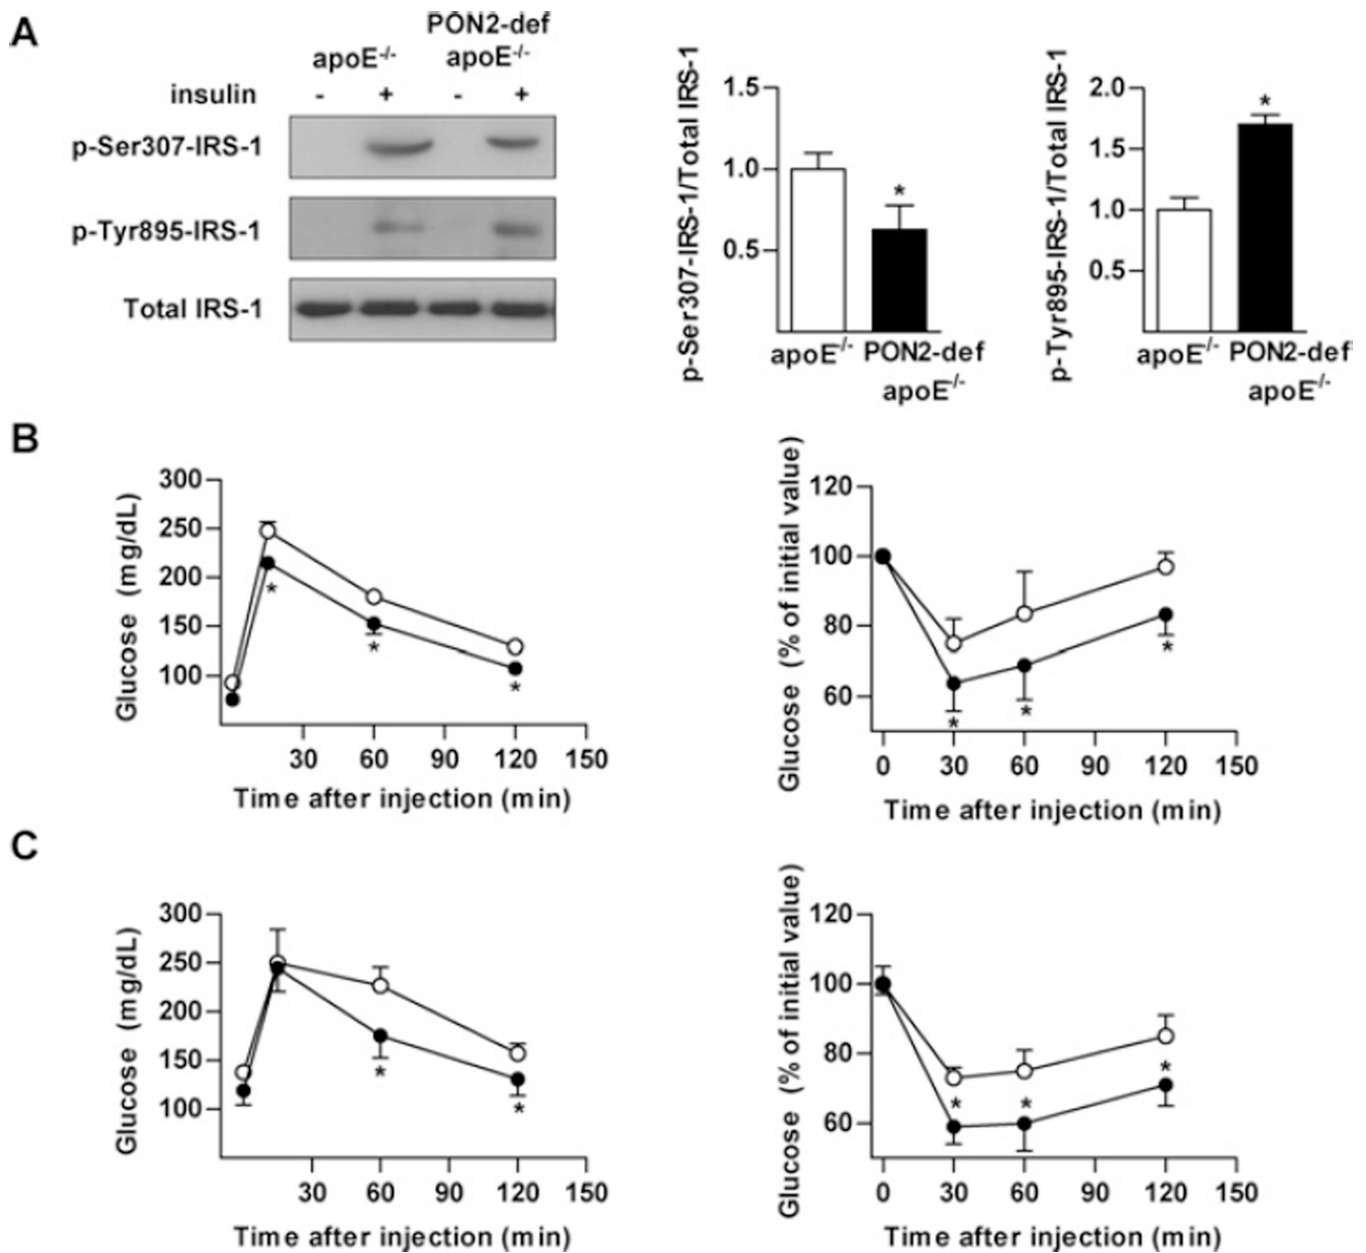 A
apoE-/-
PON2-def
apoE-/-
insulin - + - +
p-Ser307-IRS-1
p-Tyr895-IRS-1
Total IRS-1
p-Ser307-IRS-1/Total IRS-1
1.5
1.0
0.5
*
apoE-/- PON2-def
apoE-/-
p-Tyr895-IRS-1/Total IRS-1
2.0
1.5
1.0
0.5
*
apoE-/- PON2-def
apoE-/-
B
Glucose (mg/dL)
300
250
200
150
100
* * *
30 60 90 120 150
Time after injection (min)
Glucose (% of initial value)
120
100
80
60
* * *
0 30 60 90 120 150
Time after injection (min)
C
Glucose (mg/dL)
300
250
200
150
100
* *
30 60 90 120 150
Time after injection (min)
Glucose (% of initial value)
120
100
80
60
* * *
0 30 60 90 120 150
Time after injection (min)